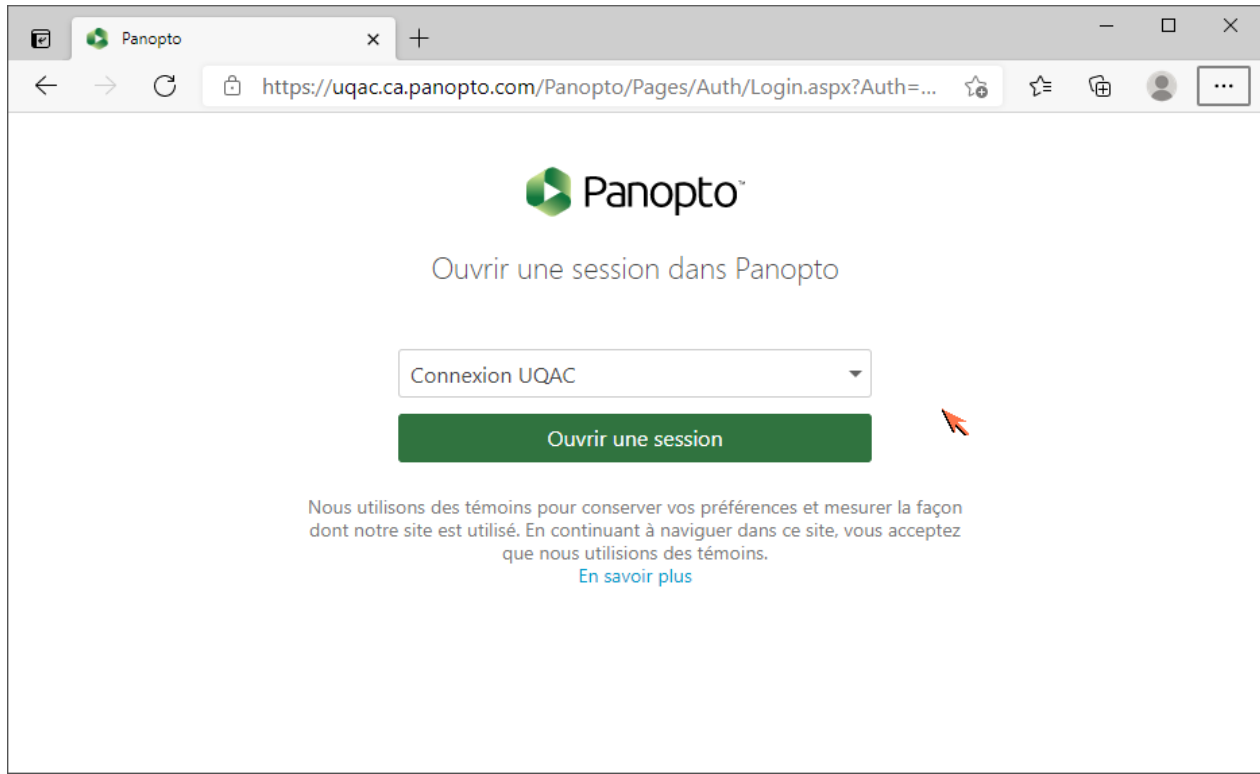 Panopto
https://uqac.ca.panopto.com/Panopto/Pages/Auth/Login.aspx?Auth=...
Panopto™
Ouvrir une session dans Panopto
Connexion UQAC
Ouvrir une session
Nous utilisons des témoins pour conserver vos préférences et mesurer la façon
dont notre site est utilisé. En continuant à naviguer dans ce site, vous acceptez
que nous utilisions des témoins.
En savoir plus